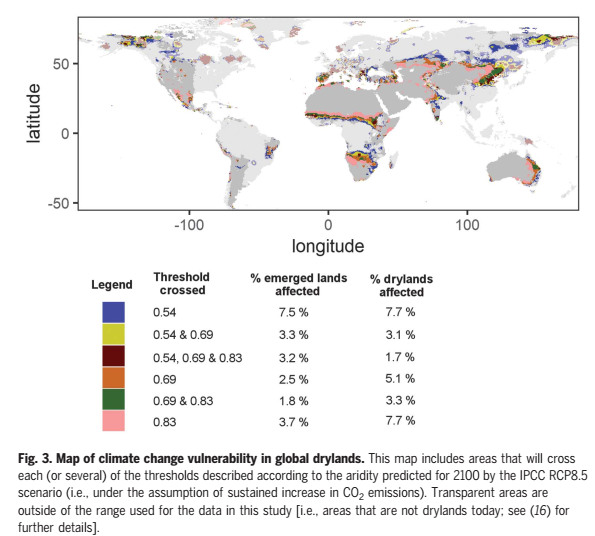 50
0
-50
latitude
-100
0
100
longitude
Legend
Threshold crossed
% emerged lands affected
% drylands affected
0.54
7.5 %
7.7 %
0.54 & 0.69
3.3 %
3.1 %
0.54, 0.69 & 0.83
3.2 %
1.7 %
0.69
2.5 %
5.1 %
0.69 & 0.83
1.8 %
3.3 %
0.83
3.7 %
7.7 %
Fig. 3. Map of climate change vulnerability in global drylands. This map includes areas that will cross
each (or several) of the thresholds described according to the aridity predicted for 2100 by the IPCC RCP8.5
scenario (i.e., under the assumption of sustained increase in CO₂ emissions). Transparent areas are
outside of the range used for the data in this study [i.e., areas that are not drylands today; see (16) for
further details].